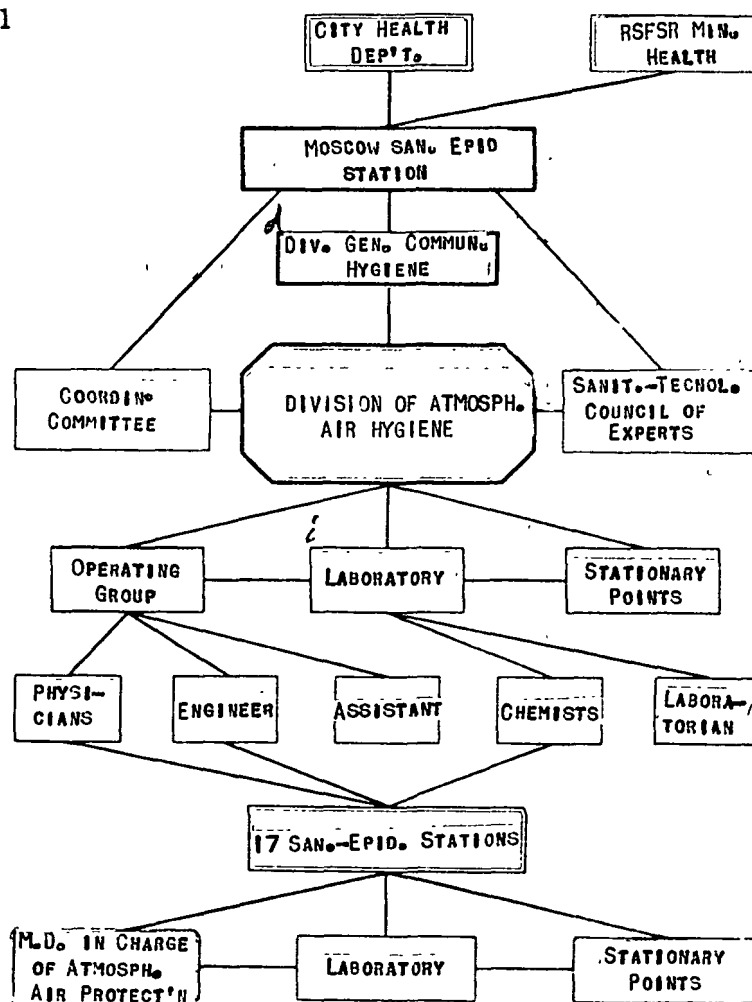 1
CITY HEALTH
DEP'T.
RSFSR MIN.
HEALTH
MOSCOW SAN. EPID
STATION
DIV. GEN. COMMUN.
HYGIENE
COORDIN.
COMMITTEE
DIVISION OF ATMOSPH.
AIR HYGIENE
SANIT.-TECNOL.
COUNCIL OF
EXPERTS
OPERATING
GROUP
LABORATORY
STATIONARY
POINTS
PHYSI-
CIANS
ENGINEER
ASSISTANT
CHEMISTS
LABORA-
TORIAN
17 SAN.-EPID. STATIONS
M.D. IN CHARGE
OF ATMOSPH.
AIR PROTECT'N
LABORATORY
STATIONARY
POINTS